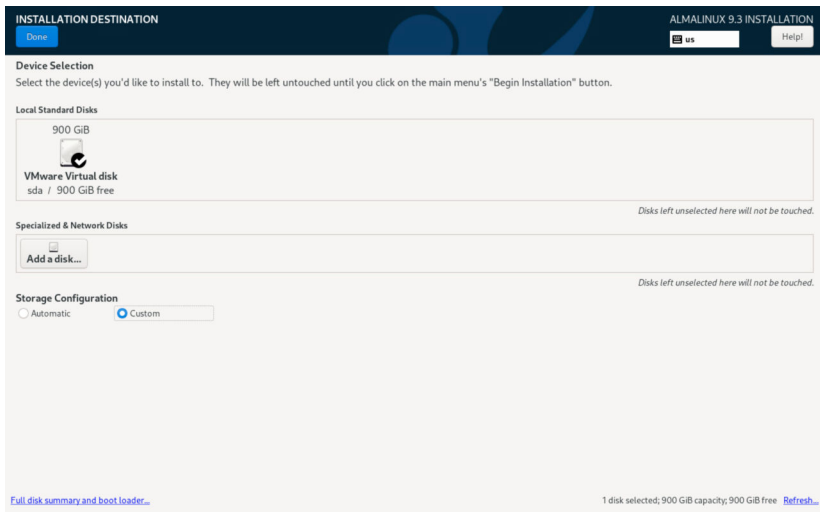 INSTALLATION DESTINATION
ALMALINUX 9.3 INSTALLATION
Done
us
Help!
Device Selection
Select the device(s) you'd like to install to. They will be left untouched until you click on the main menu's "Begin Installation" button.
Local Standard Disks
900 GiB
VMware Virtual disk
sda / 900 GiB free
Disks left unselected here will not be touched.
Specialized & Network Disks
Add a disk...
Disks left unselected here will not be touched.
Storage Configuration
Automatic
Custom
Full disk summary and boot loader...
1 disk selected; 900 GiB capacity; 900 GiB free Refresh...